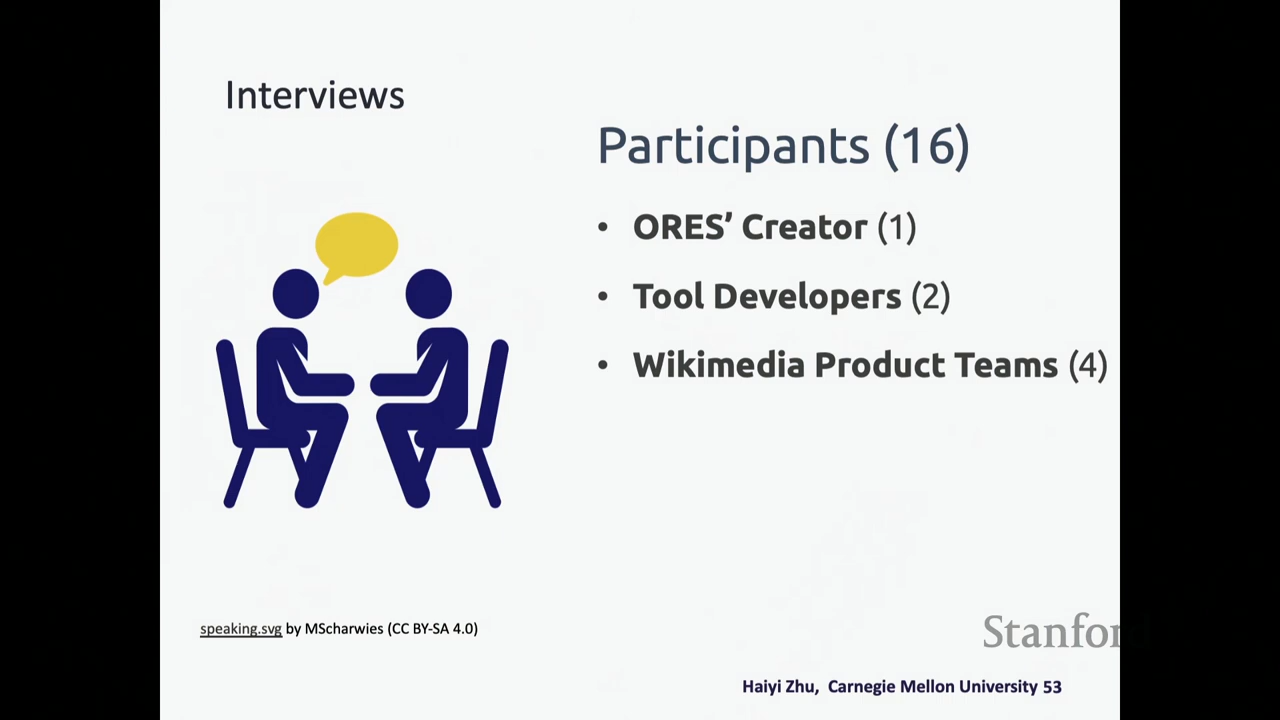 Interviews
Participants (16)
• ORES’ Creator (1)
• Tool Developers (2)
• Wikimedia Product Teams (4)
speaking.svg by MScharwies (CC BY-SA 4.0)
Stanford
Haiyi Zhu, Carnegie Mellon University 53